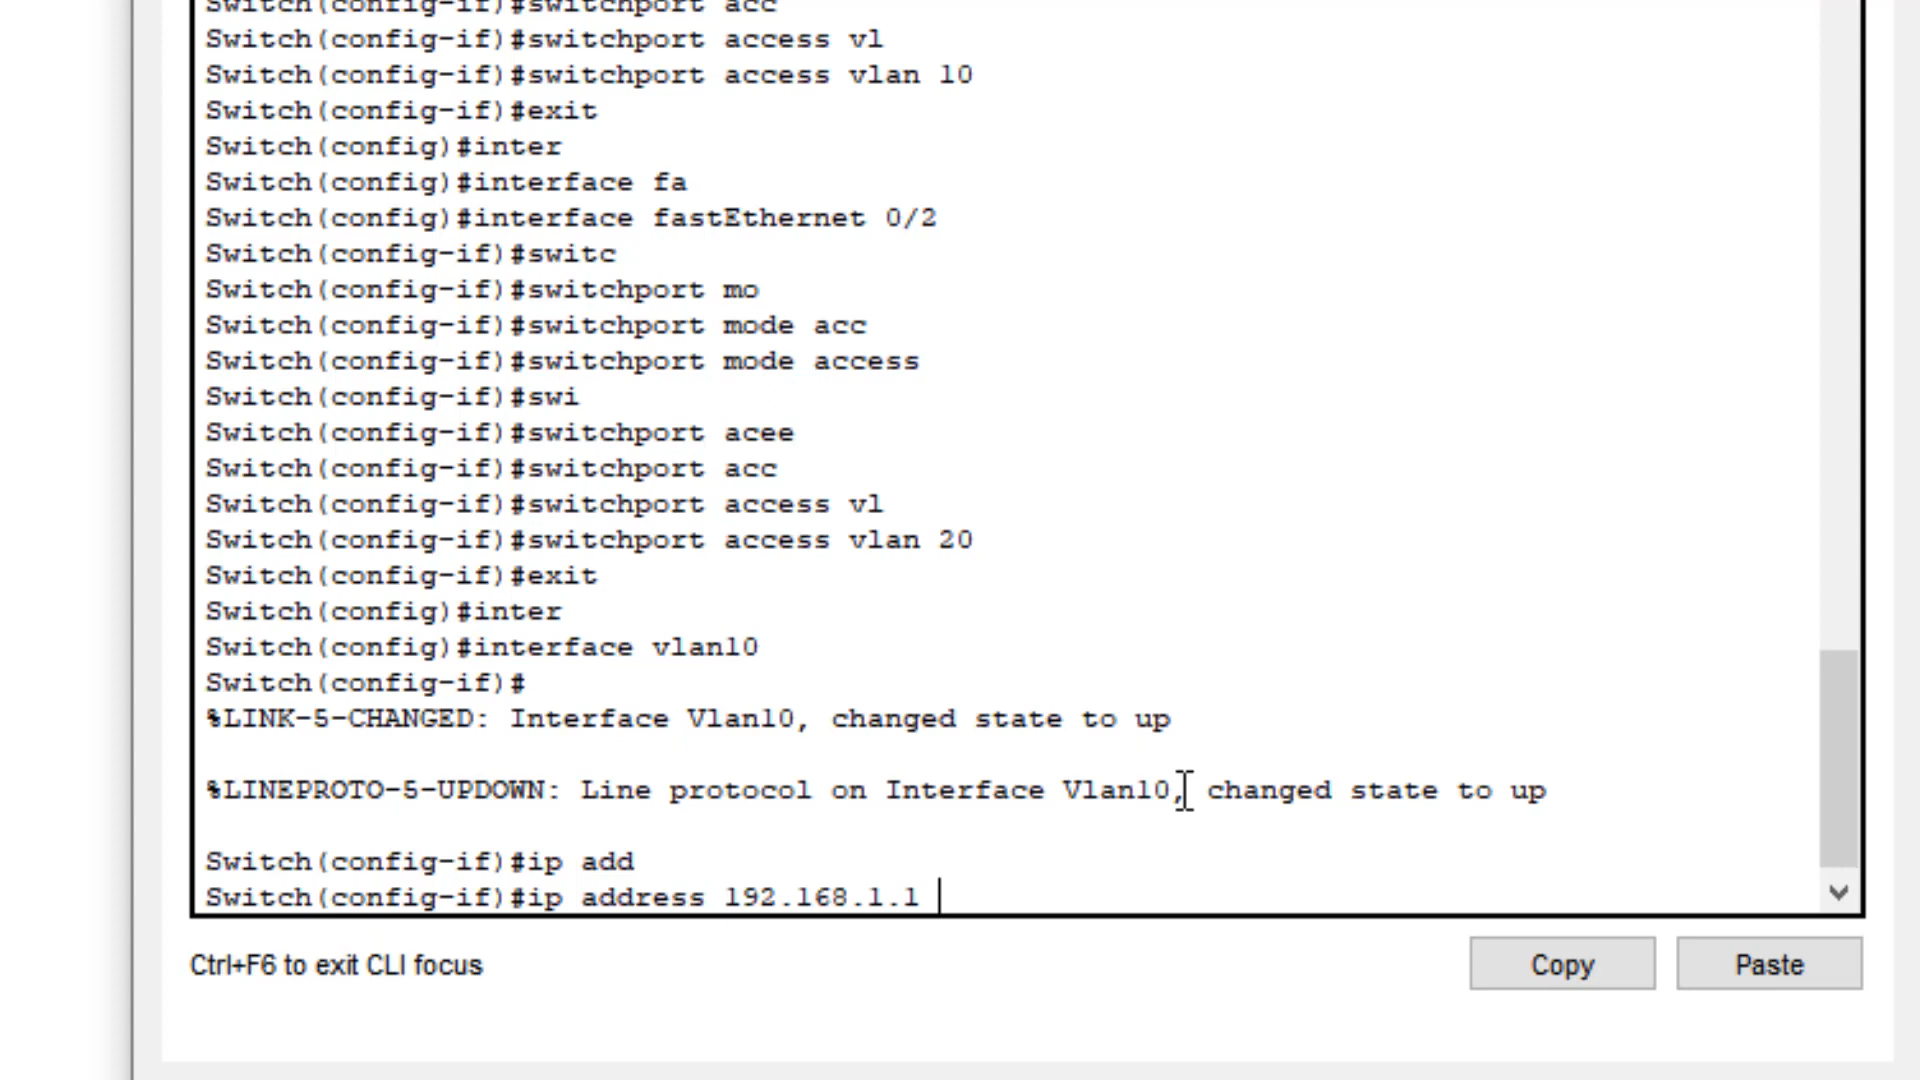 Switch(config-if)#switchport acc
Switch(config-if)#switchport access vl
Switch(config-if)#switchport access vlan 10
Switch(config-if)#exit
Switch(config)#inter
Switch(config)#interface fa
Switch(config)#interface fastEthernet 0/2
Switch(config-if)#switc
Switch(config-if)#switchport mo
Switch(config-if)#switchport mode acc
Switch(config-if)#switchport mode access
Switch(config-if)#swi
Switch(config-if)#switchport acee
Switch(config-if)#switchport acc
Switch(config-if)#switchport access vl
Switch(config-if)#switchport access vlan 20
Switch(config-if)#exit
Switch(config)#inter
Switch(config)#interface vlan10
Switch(config-if)#
%LINK-5-CHANGED: Interface Vlan10, changed state to up
%LINEPROTO-5-UPDOWN: Line protocol on Interface Vlan10, changed state to up
Switch(config-if)#ip add
Switch(config-if)#ip address 192.168.1.1
Ctrl+F6 to exit CLI focus
Copy
Paste